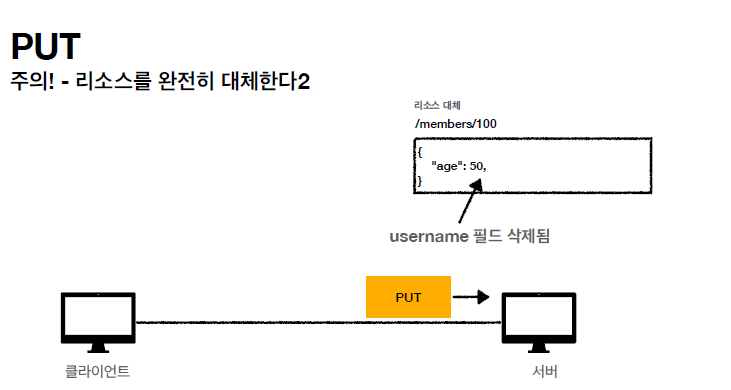 PUT
주의! - 리소스를 완전히 대체한다2
리소스 대체
/members/100
{
"age": 50,
}
username 필드 삭제됨
PUT
클라이언트
서버